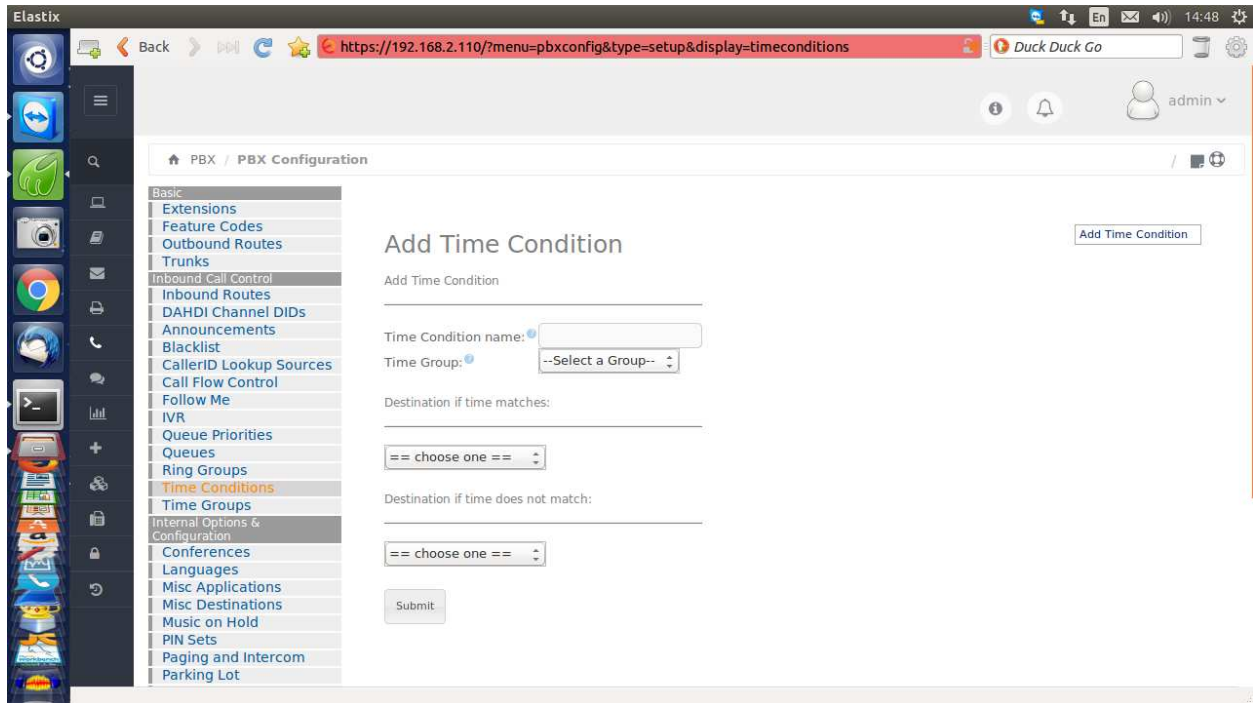 Elastix
En
14:48
Back
https://192.168.2.110/?menu=pbxconfig&type=setup&display=timeconditions
Duck Duck Go
admin
PBX / PBX Configuration
/
Basic
Extensions
Feature Codes
Outbound Routes
Trunks
Inbound Call Control
Inbound Routes
DAHDI Channel DIDs
Announcements
Blacklist
CallerID Lookup Sources
Call Flow Control
Follow Me
IVR
Queue Priorities
Queues
Ring Groups
Time Conditions
Time Groups
Internal Options &
Configuration
Conferences
Languages
Misc Applications
Misc Destinations
Music on Hold
PIN Sets
Paging and Intercom
Parking Lot
Add Time Condition
Add Time Condition
Add Time Condition
Time Condition name:
Time Group:
--Select a Group--
Destination if time matches:
== choose one ==
Destination if time does not match:
== choose one ==
Submit